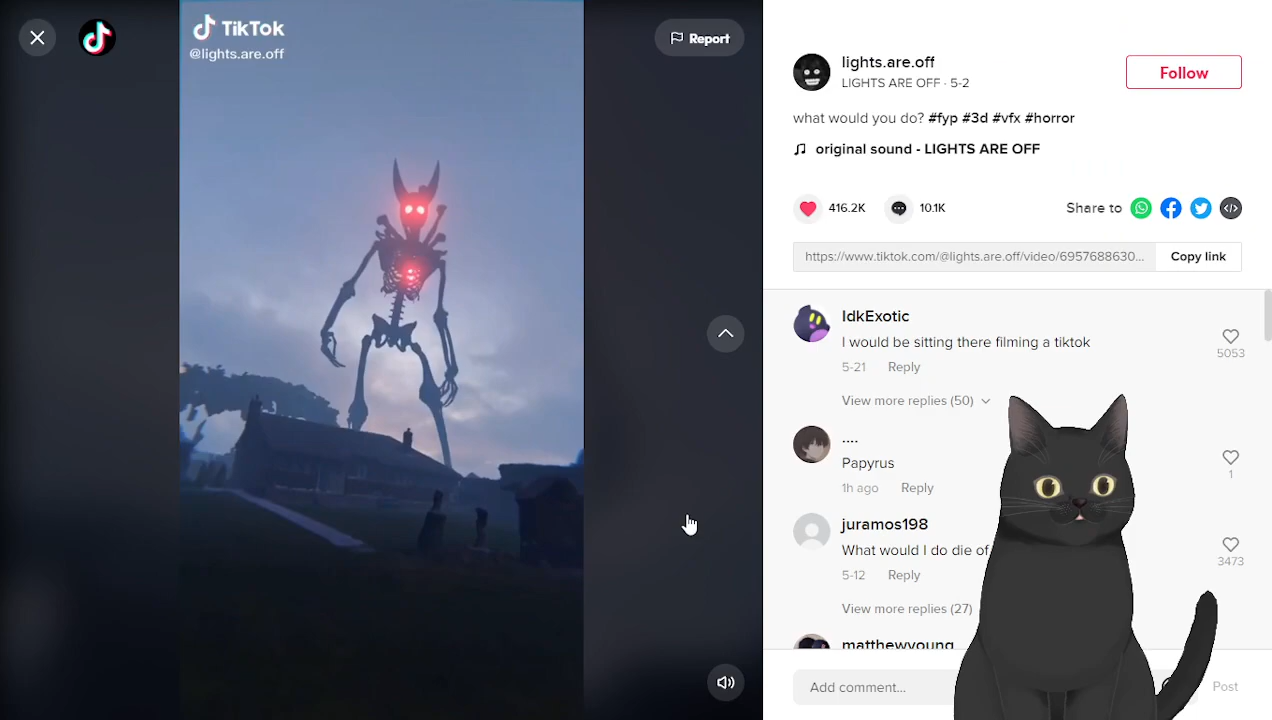 TikTok
@lights.are.off
Report
lights.are.off
LIGHTS ARE OFF · 5-2
Follow
what would you do? #fyp #3d #vfx #horror
original sound - LIGHTS ARE OFF
416.2K
10.1K
Share to
https://www.tiktok.com/@lights.are.off/video/6957688630...
Copy link
IdkExotic
I would be sitting there filming a tiktok
5053
5-21 Reply
View more replies (50)
....
Papyrus
1
1h ago Reply
juramos198
What would I do die of
3473
5-12 Reply
View more replies (27)
matthewyoung
Add comment...
Post